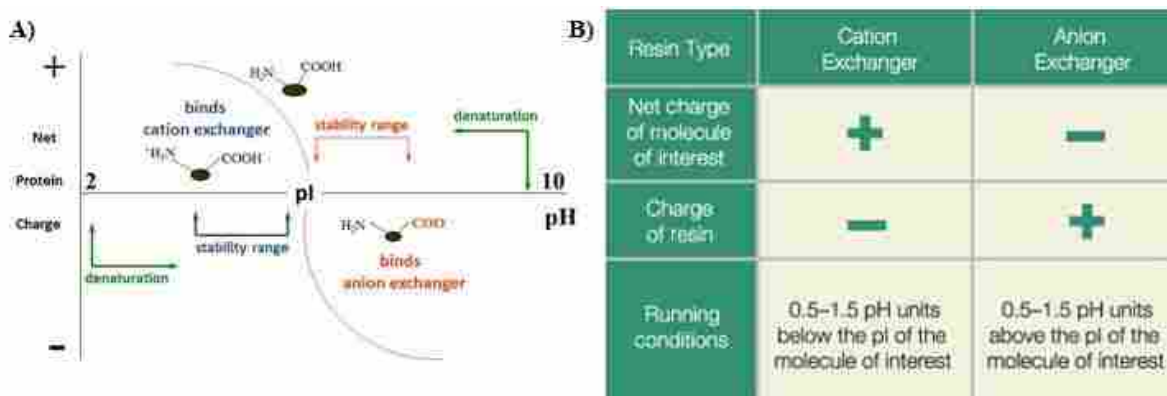 A)
+
Net
Protein
Charge
-
2
10
pH
pI
H₂N
COOH
binds
cation exchanger
⁺H₃N
COOH
stability range
denaturation
stability range
denaturation
H₂N
COO⁻
binds
anion exchanger
B)
Resin Type
Cation
Exchanger
Anion
Exchanger
Net charge
of molecule
of interest
+
−
Charge
of resin
−
+
Running
conditions
0.5–1.5 pH units
below the pI of the
molecule of interest
0.5–1.5 pH units
above the pI of the
molecule of interest